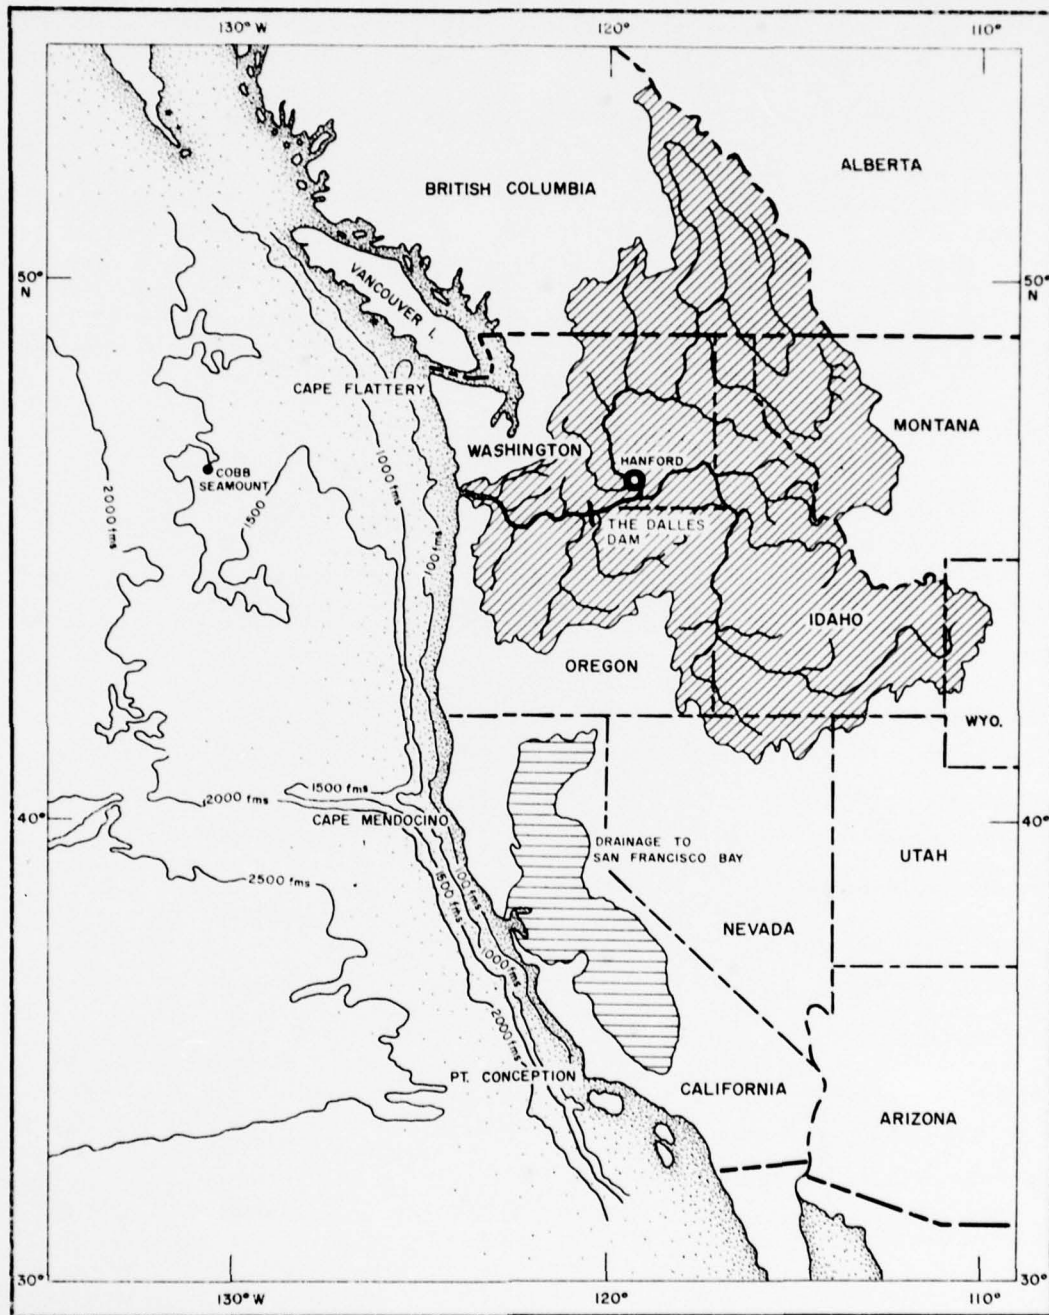 130° W
120°
110°
ALBERTA
BRITISH COLUMBIA
50°
N
50°
N
VANCOUVER I.
CAPE FLATTERY
MONTANA
WASHINGTON
HANFORD
COBB
SEAMOUNT
2000 fms
1500
1000 fms
100 fms
THE DALLES
DAM
IDAHO
OREGON
WYO.
1500 fms
2000 fms
CAPE MENDOCINO
40°
40°
DRAINAGE TO
SAN FRANCISCO BAY
UTAH
2500 fms
100 fms
1500 fms
NEVADA
1000 fms
2000 fms
PT. CONCEPTION
CALIFORNIA
ARIZONA
30°
30°
130° W
120°